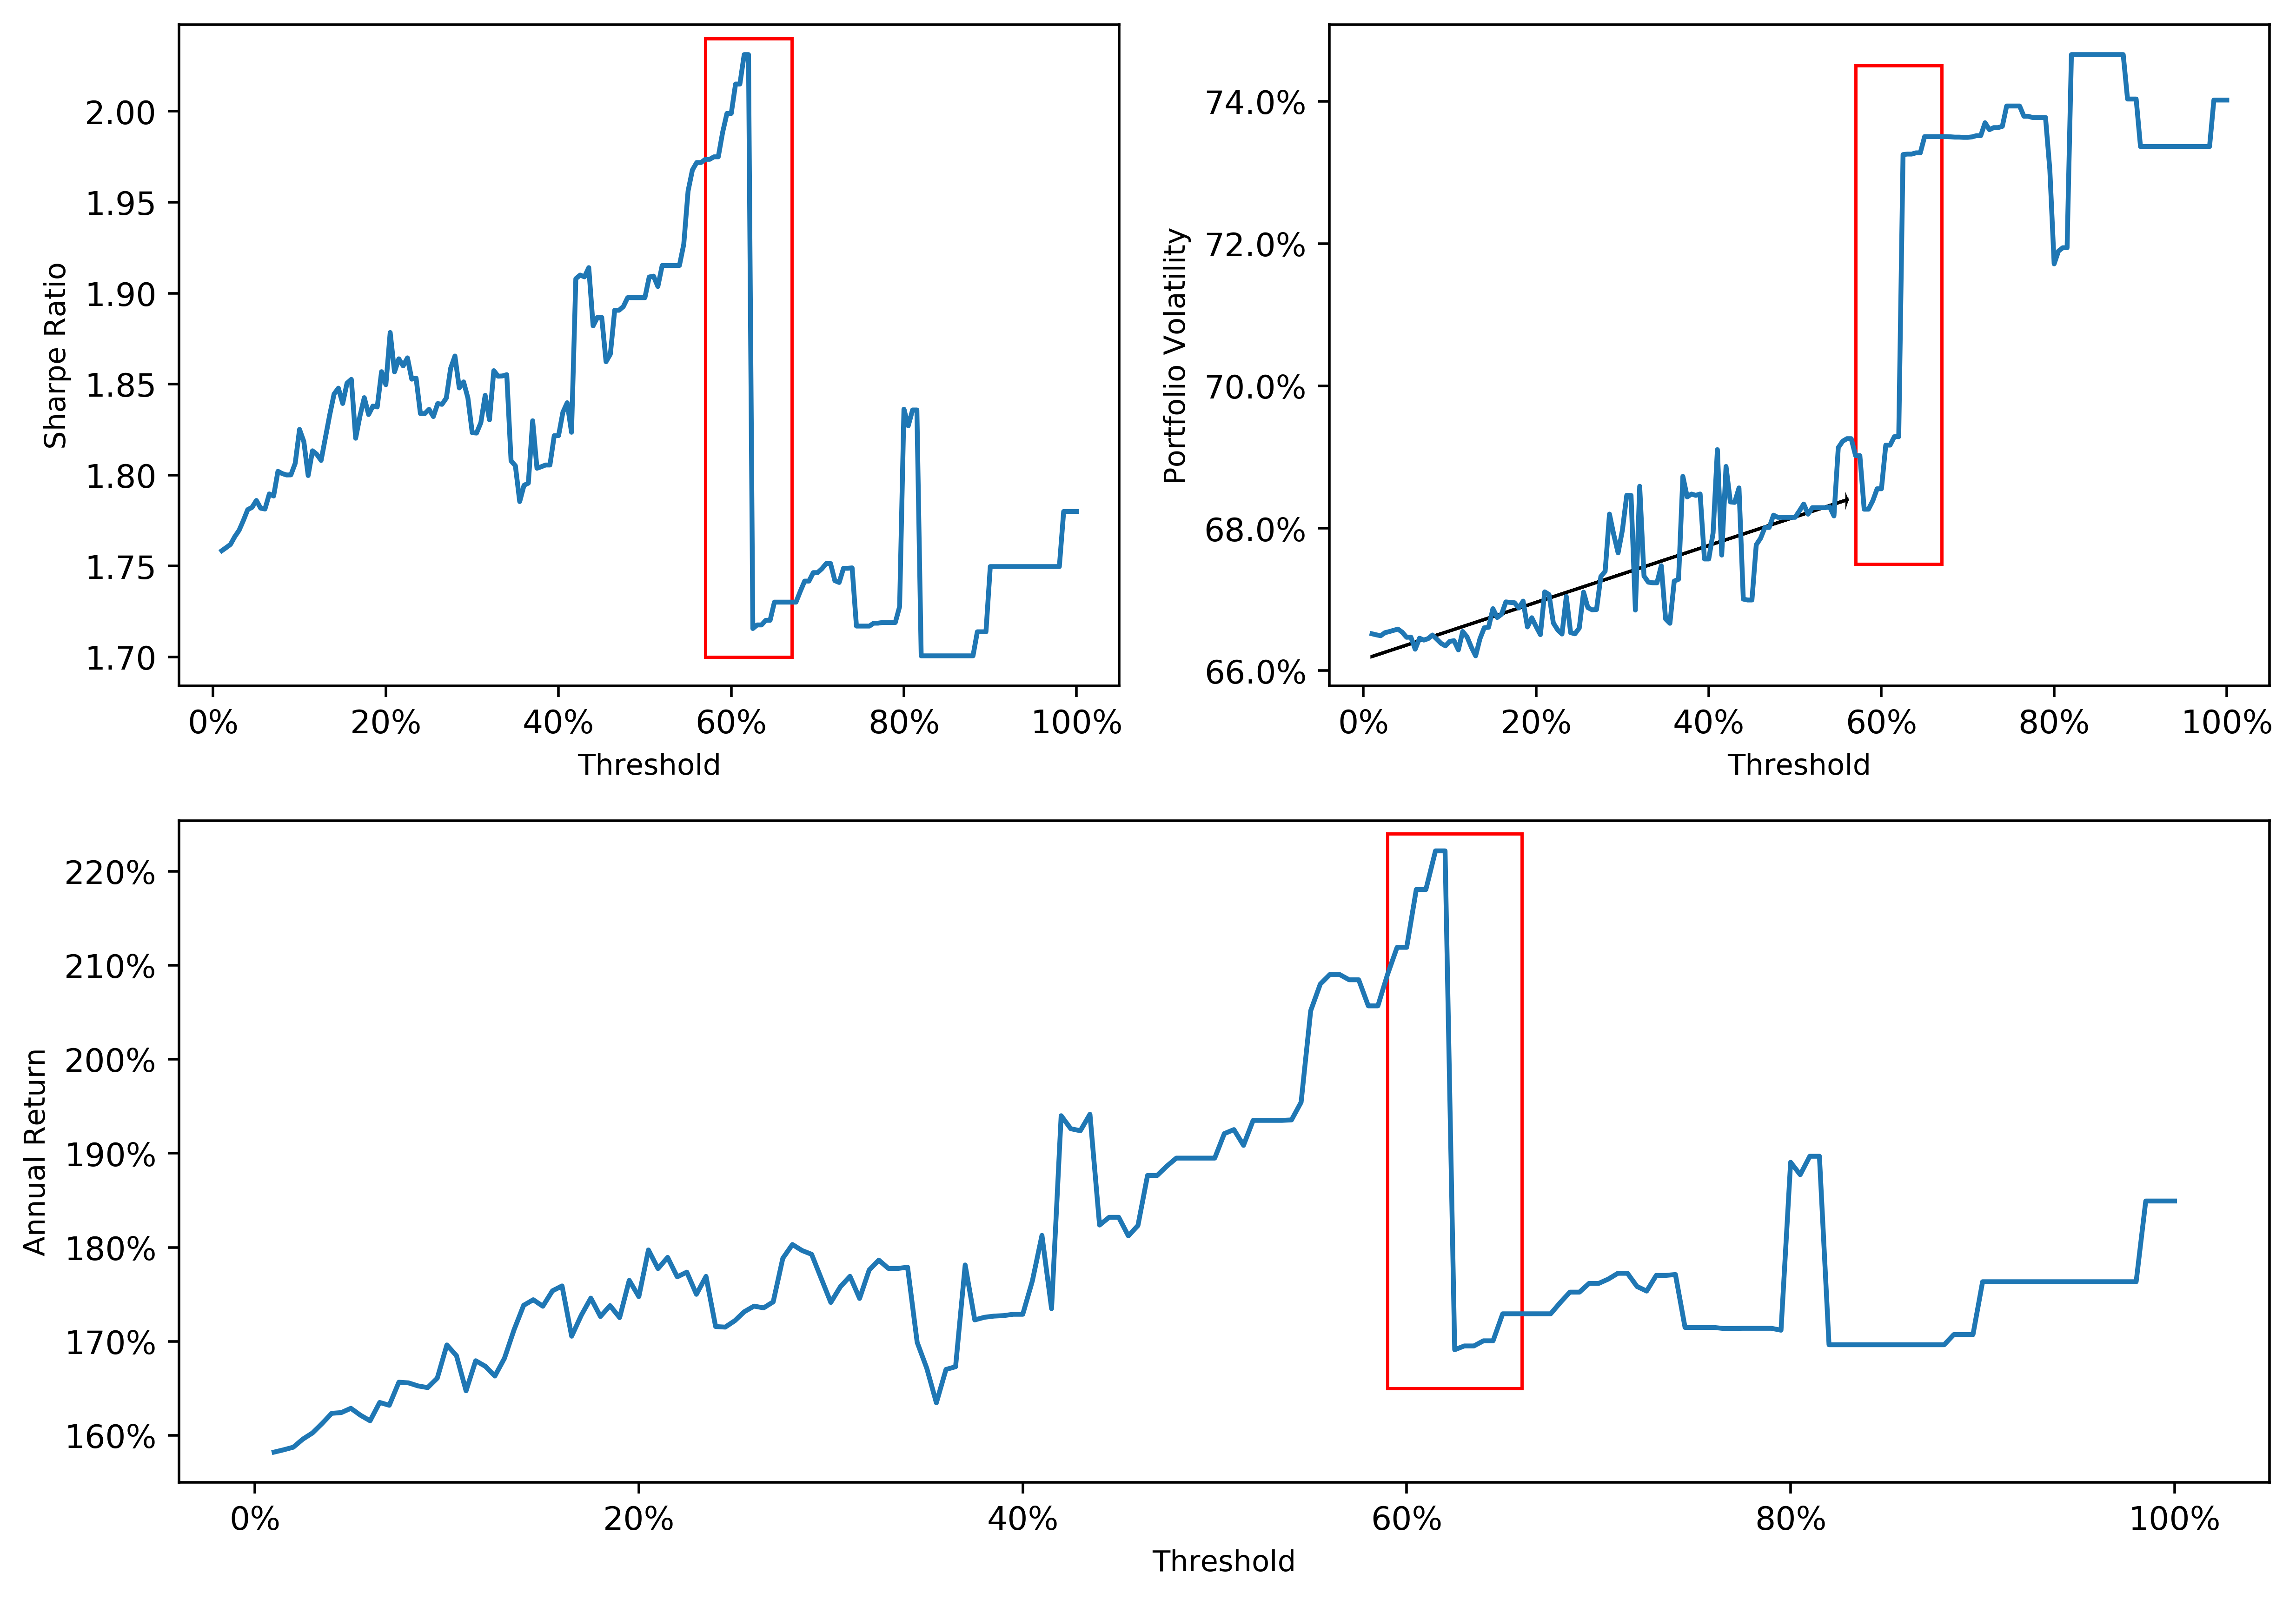 Sharpe Ratio
2.00
1.95
1.90
1.85
1.80
1.75
1.70
0% 20% 40% 60% 80% 100%
Threshold
Portfolio Volatility
74.0%
72.0%
70.0%
68.0%
66.0%
0% 20% 40% 60% 80% 100%
Threshold
Annual Return
220%
210%
200%
190%
180%
170%
160%
0% 20% 40% 60% 80% 100%
Threshold